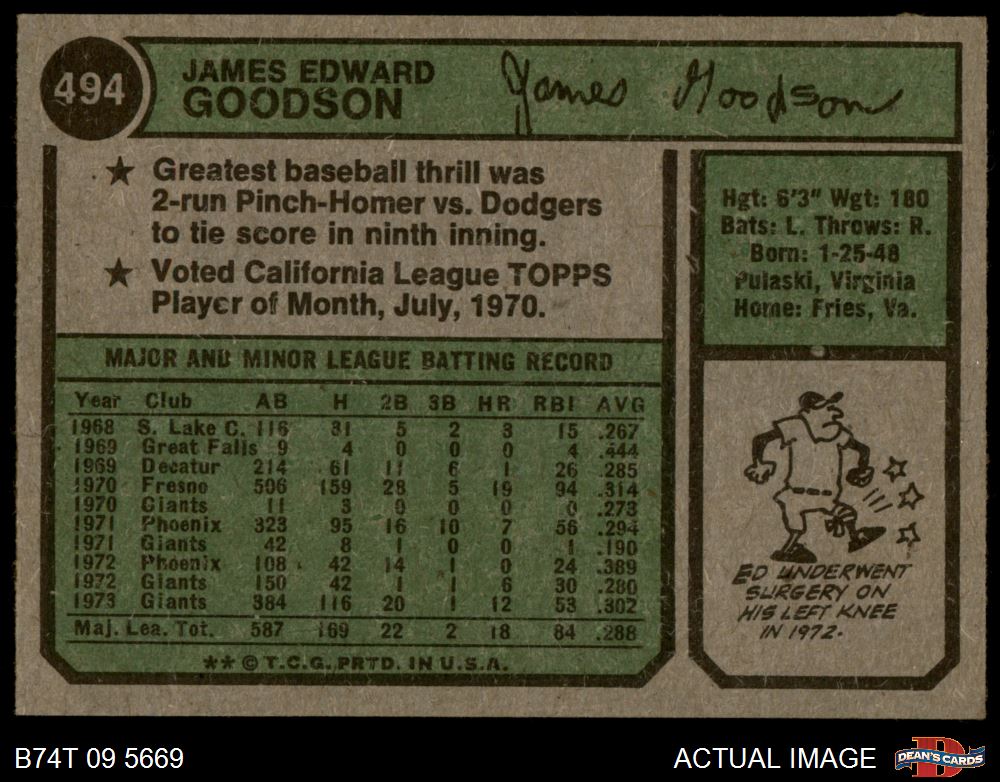 494
JAMES EDWARD
GOODSON
James Goodson
★ Greatest baseball thrill was
2-run Pinch-Homer vs. Dodgers
to tie score in ninth inning.
★ Voted California League TOPPS
Player of Month, July, 1970.
Hgt: 6'3" Wgt: 180
Bats: L. Throws: R.
Born: 1-25-48
Pulaski, Virginia
Home: Fries, Va.
MAJOR AND MINOR LEAGUE BATTING RECORD
Year Club AB H 2B 3B HR RBI AVG
1968 S. Lake C. 116 31 5 2 3 15 .267
1969 Great Falls 9 4 0 0 0 4 .444
1969 Decatur 214 61 11 6 1 26 .285
1970 Fresno 506 159 28 5 19 94 .314
1970 Giants 11 3 0 0 0 0 .273
1971 Phoenix 323 95 16 10 7 56 .294
1971 Giants 42 8 1 0 0 1 .190
1972 Phoenix 108 42 14 1 0 24 .389
1972 Giants 150 42 1 1 6 30 .280
1973 Giants 384 116 20 1 12 53 .302
Maj. Lea. Tot. 587 169 22 2 18 84 .288
** © T.C.G. PRTD. IN U.S.A.
ED UNDERWENT
SURGERY ON
HIS LEFT KNEE
IN 1972.
B74T 09 5669
ACTUAL IMAGE
D
DEAN'S CARDS